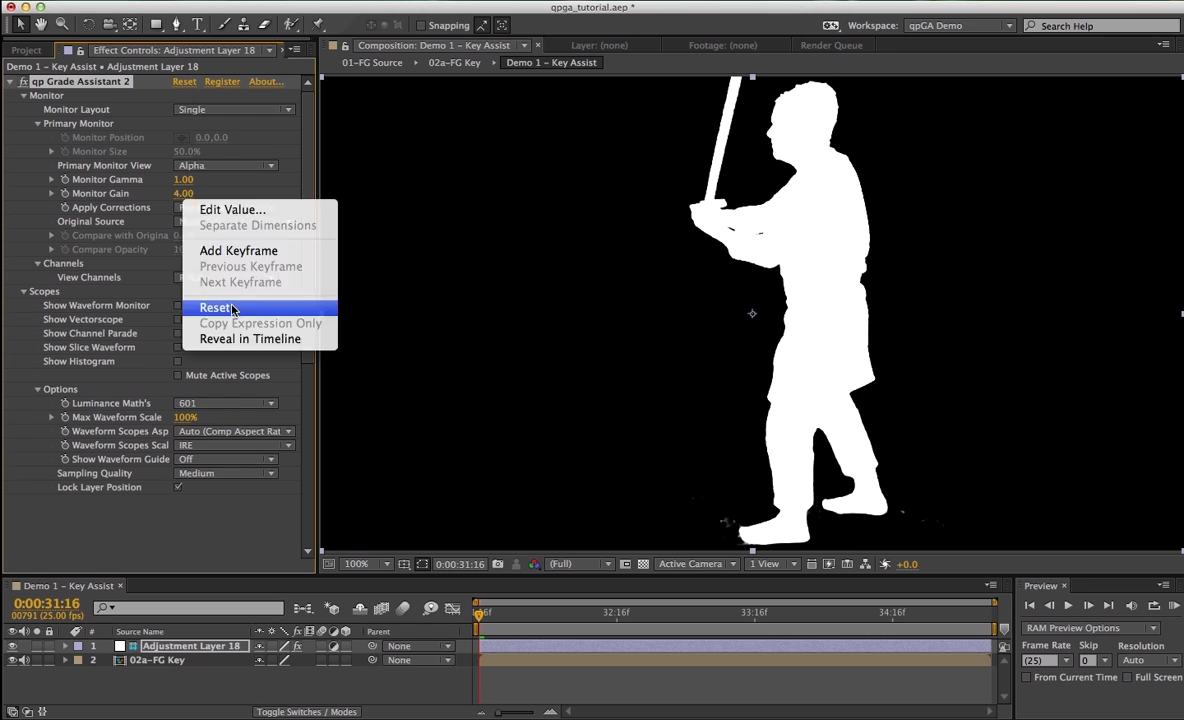 qpga_tutorial.aep *
Snapping
Workspace: qpGA Demo
Search Help
Project
Effect Controls: Adjustment Layer 18
Composition: Demo 1 - Key Assist
Layer: (none)
Footage: (none)
Render Queue
Demo 1 - Key Assist • Adjustment Layer 18
01-FG Source
02a-FG Key
Demo 1 - Key Assist
fx qp Grade Assistant 2 Reset Register About...
Monitor
Monitor Layout Single
Primary Monitor
Monitor Position 0.0,0.0
Monitor Size 50.0%
Primary Monitor View Alpha
Monitor Gamma 1.00
Monitor Gain 4.00
Apply Corrections
Original Source
Compare with Origina
Compare Opacity
Channels
View Channels
Scopes
Show Waveform Monitor
Show Vectorscope
Show Channel Parade
Show Slice Waveform
Show Histogram
Mute Active Scopes
Options
Luminance Math's 601
Max Waveform Scale 100%
Waveform Scopes Asp Auto (Comp Aspect Rat
Waveform Scopes Scal IRE
Show Waveform Guide Off
Sampling Quality Medium
Lock Layer Position
Edit Value...
Separate Dimensions
Add Keyframe
Previous Keyframe
Next Keyframe
Reset
Copy Expression Only
Reveal in Timeline
100% 0:00:31:16 (Full) Active Camera 1 View +0.0
Demo 1 - Key Assist
0:00:31:16
00791 (25.00 fps)
32:16f 33:16f 34:16f
# Source Name Parent
1 Adjustment Layer 18 fx None
2 02a-FG Key None
Toggle Switches / Modes
Preview
RAM Preview Options
Frame Rate Skip Resolution
(25) 0 Auto
From Current Time Full Screen